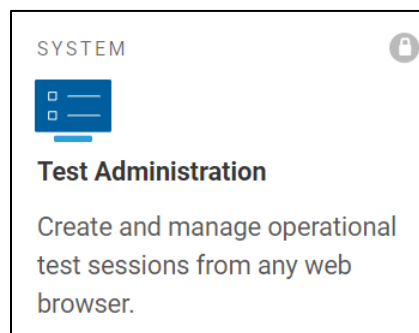 SYSTEM
Test Administration
Create and manage operational
test sessions from any web
browser.